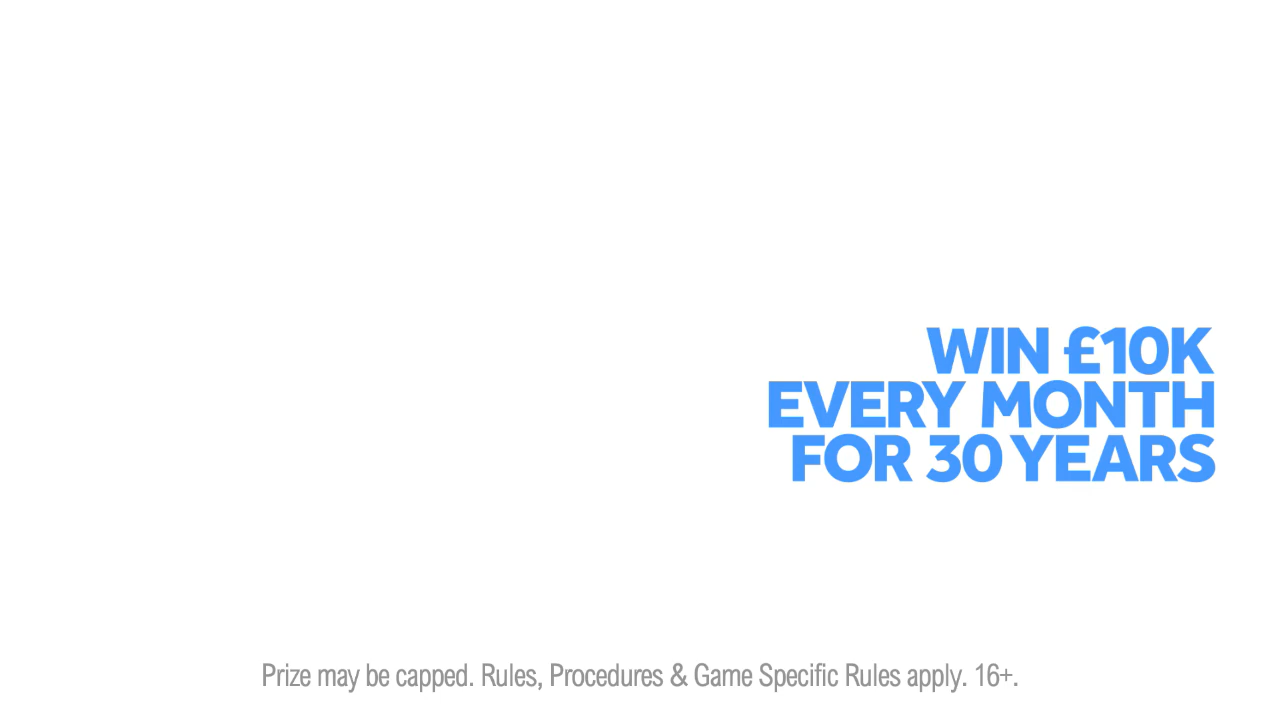 WIN £10K
EVERY MONTH
FOR 30 YEARS
Prize may be capped. Rules, Procedures & Game Specific Rules apply. 16+.